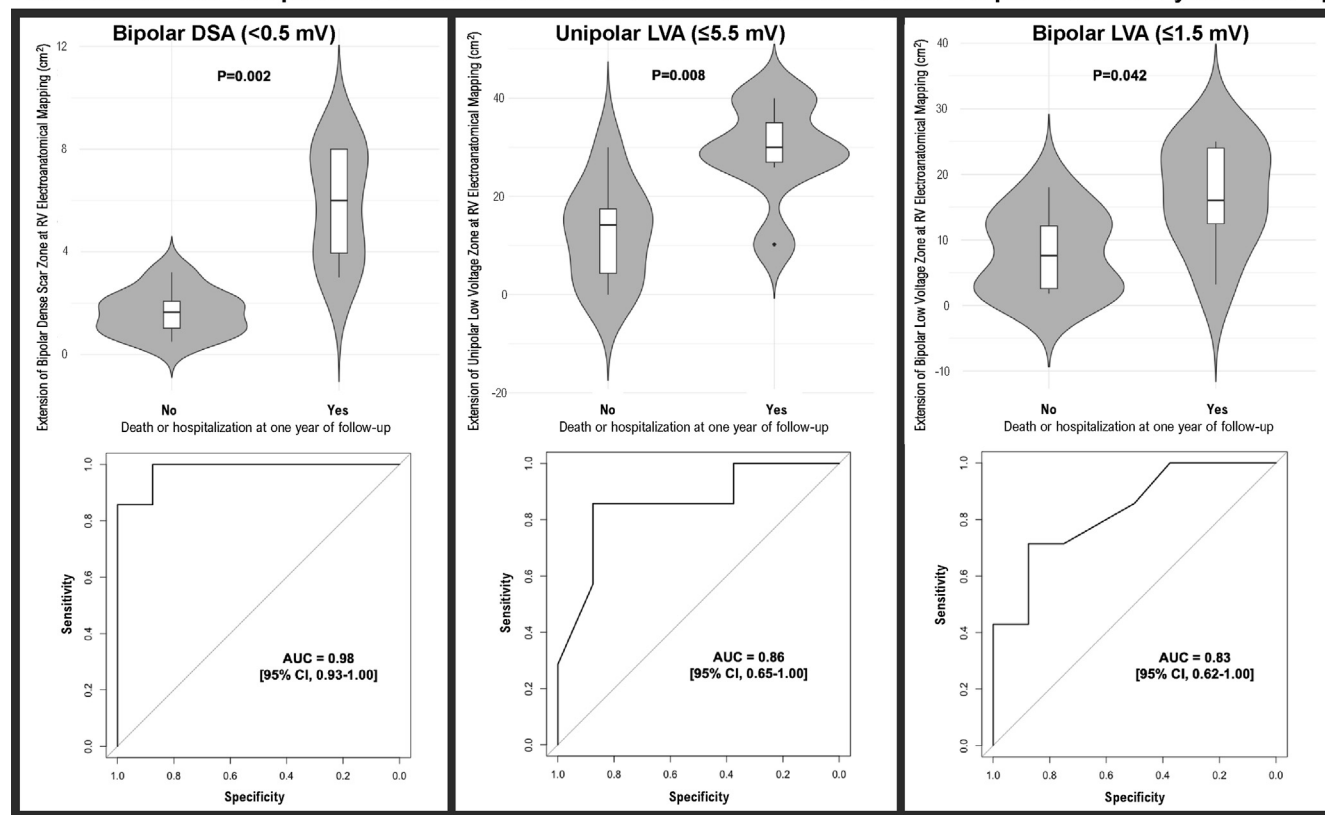 Bipolar DSA (<0.5 mV)
P=0.002
Extension of Bipolar Dense Scar Zone at RV Electroanatomical Mapping (cm²)
12
8
4
0
No Yes
Death or hospitalization at one year of follow-up
Sensitivity
1.0
0.8
0.6
0.4
0.2
0.0
AUC = 0.98
[95% CI, 0.93-1.00]
1.0 0.8 0.6 0.4 0.2 0.0
Specificity
Unipolar LVA (≤5.5 mV)
P=0.008
Extension of Unipolar Low Voltage Zone at RV Electroanatomical Mapping (cm²)
40
20
0
-20
No Yes
Death or hospitalization at one year of follow-up
Sensitivity
1.0
0.8
0.6
0.4
0.2
0.0
AUC = 0.86
[95% CI, 0.65-1.00]
1.0 0.8 0.6 0.4 0.2 0.0
Specificity
Bipolar LVA (≤1.5 mV)
P=0.042
Extension of Bipolar Low Voltage Zone at RV Electroanatomical Mapping (cm²)
40
30
20
10
0
-10
No Yes
Death or hospitalization at one year of follow-up
Sensitivity
1.0
0.8
0.6
0.4
0.2
0.0
AUC = 0.83
[95% CI, 0.62-1.00]
1.0 0.8 0.6 0.4 0.2 0.0
Specificity